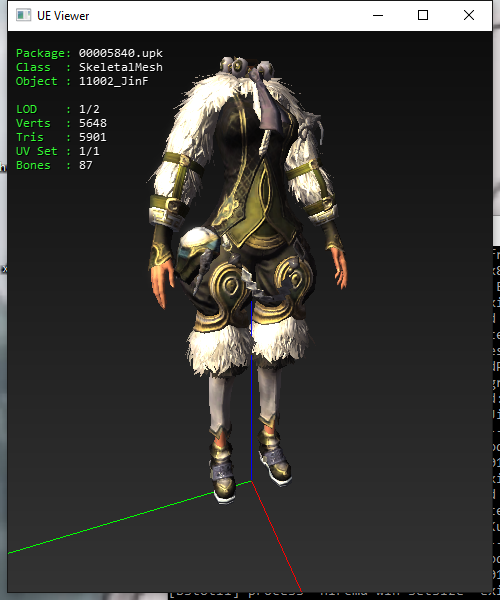 UE Viewer
Package: 00005840.upk
Class : SkeletalMesh
Object : 11002_JinF
LOD : 1/2
Verts : 5648
Tris : 5901
UV Set : 1/1
Bones : 87